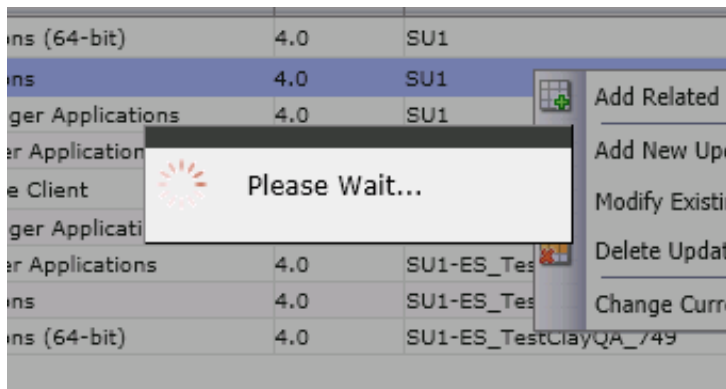 ons (64-bit) 4.0 SU1
ons 4.0 SU1
ger Applications 4.0 SU1
er Application
e Client
ger Applicati
er Applications 4.0 SU1-ES_Tes
ons 4.0 SU1-ES_Tes
ons (64-bit) 4.0 SU1-ES_TestClayQA_749
Please Wait...
Add Related
Add New Upd
Modify Existi
Delete Updat
Change Curre